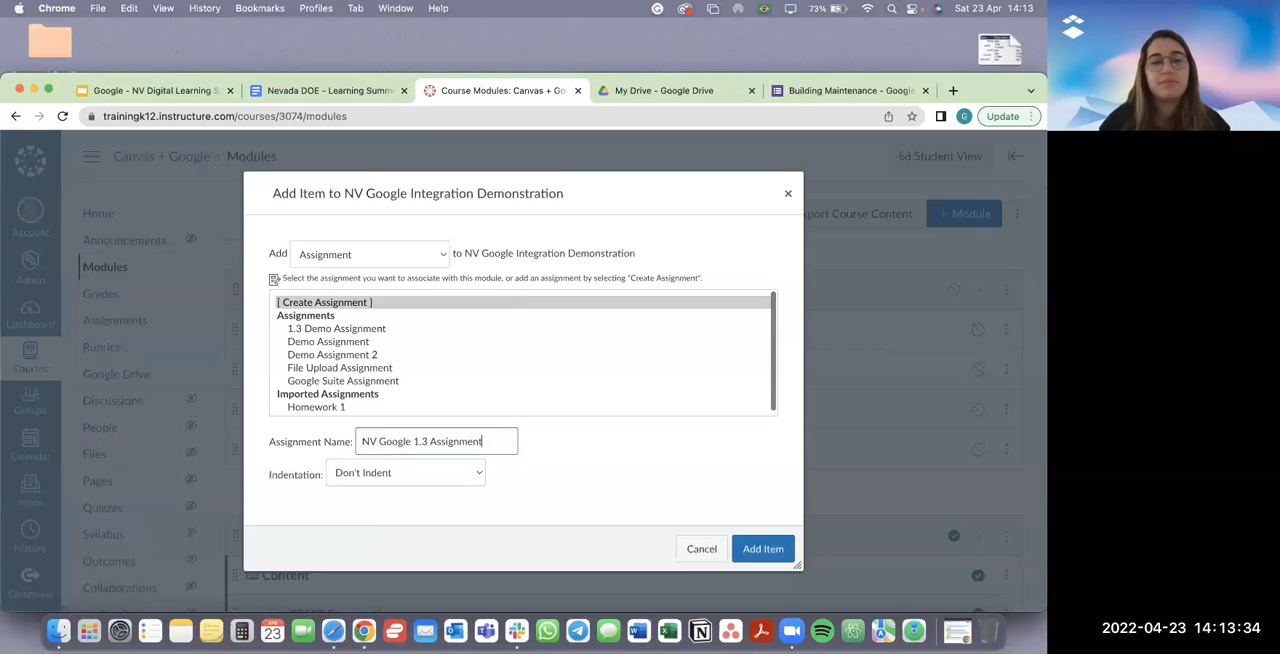 Chrome File Edit View History Bookmarks Profiles Tab Window Help 73% Sat 23 Apr 14:13
Google - NV Digital Learning S
Nevada DOE - Learning Summi
Course Modules: Canvas + Go
My Drive - Google Drive
Building Maintenance - Google
trainingk12.instructure.com/courses/3074/modules
G
Update
Canvas + Google
Modules
Student View
Account
Admin
Dashboard
Courses
Groups
Calendar
Inbox
History
Commons
Home
Announcements
Modules
Grades
Assignments
Rubrics
Google Drive
Discussions
People
Files
Pages
Quizzes
Syllabus
Outcomes
Collaborations
port Course Content
+ Module
Add Item to NV Google Integration Demonstration
Add Assignment to NV Google Integration Demonstration
Select the assignment you want to associate with this module, or add an assignment by selecting "Create Assignment".
[ Create Assignment ]
Assignments
1.3 Demo Assignment
Demo Assignment
Demo Assignment 2
File Upload Assignment
Google Suite Assignment
Imported Assignments
Homework 1
Assignment Name: NV Google 1.3 Assignment
Indentation: Don't Indent
Cancel
Add Item
Content
APR
23
2022-04-23 14:13:34